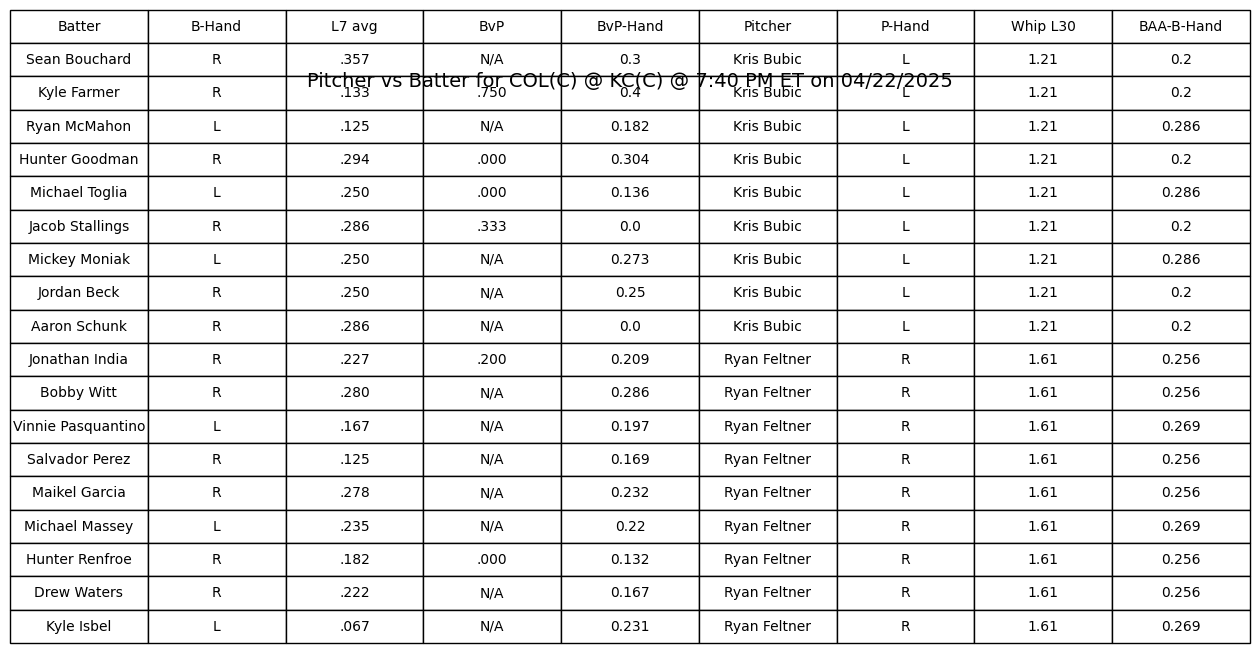 Batter B-Hand L7 avg BvP BvP-Hand Pitcher P-Hand Whip L30 BAA-B-Hand
Sean Bouchard R .357 N/A 0.3 Kris Bubic L 1.21 0.2
Pitcher vs Batter for COL(C) @ KC(C) @ 7:40 PM ET on 04/22/2025
Kyle Farmer R .133 .750 0.4 Kris Bubic L 1.21 0.2
Ryan McMahon L .125 N/A 0.182 Kris Bubic L 1.21 0.286
Hunter Goodman R .294 .000 0.304 Kris Bubic L 1.21 0.2
Michael Toglia L .250 .000 0.136 Kris Bubic L 1.21 0.286
Jacob Stallings R .286 .333 0.0 Kris Bubic L 1.21 0.2
Mickey Moniak L .250 N/A 0.273 Kris Bubic L 1.21 0.286
Jordan Beck R .250 N/A 0.25 Kris Bubic L 1.21 0.2
Aaron Schunk R .286 N/A 0.0 Kris Bubic L 1.21 0.2
Jonathan India R .227 .200 0.209 Ryan Feltner R 1.61 0.256
Bobby Witt R .280 N/A 0.286 Ryan Feltner R 1.61 0.256
Vinnie Pasquantino L .167 N/A 0.197 Ryan Feltner R 1.61 0.269
Salvador Perez R .125 N/A 0.169 Ryan Feltner R 1.61 0.256
Maikel Garcia R .278 N/A 0.232 Ryan Feltner R 1.61 0.256
Michael Massey L .235 N/A 0.22 Ryan Feltner R 1.61 0.269
Hunter Renfroe R .182 .000 0.132 Ryan Feltner R 1.61 0.256
Drew Waters R .222 N/A 0.167 Ryan Feltner R 1.61 0.256
Kyle Isbel L .067 N/A 0.231 Ryan Feltner R 1.61 0.269